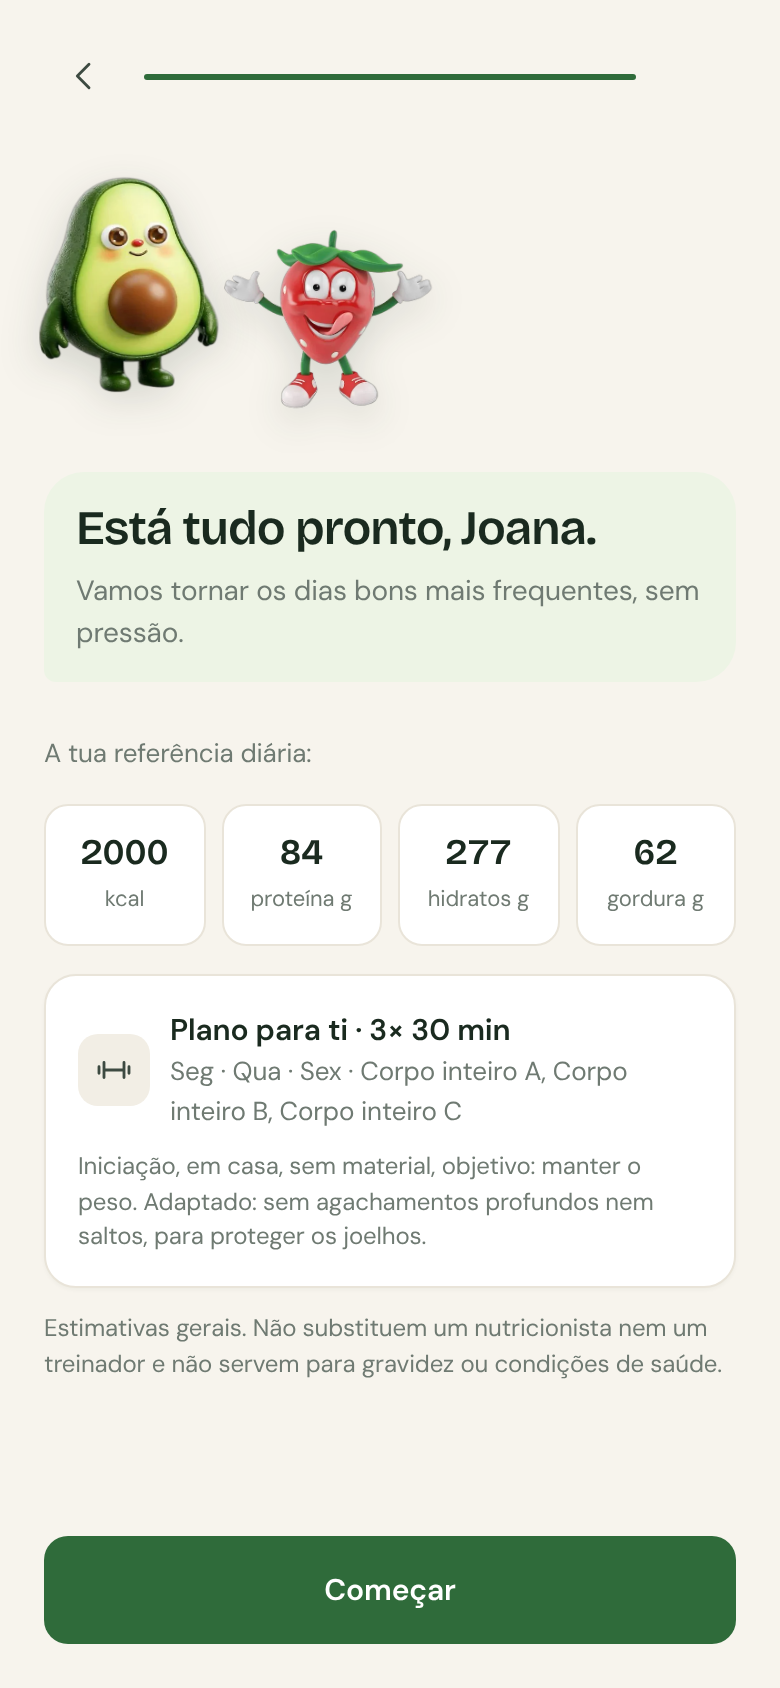 Está tudo pronto, Joana.
Vamos tornar os dias bons mais frequentes, sem
pressão.
A tua referência diária:
2000
kcal
84
proteína g
277
hidratos g
62
gordura g
Plano para ti · 3× 30 min
Seg · Qua · Sex · Corpo inteiro A, Corpo
inteiro B, Corpo inteiro C
Iniciação, em casa, sem material, objetivo: manter o
peso. Adaptado: sem agachamentos profundos nem
saltos, para proteger os joelhos.
Estimativas gerais. Não substituem um nutricionista nem um
treinador e não servem para gravidez ou condições de saúde.
Começar